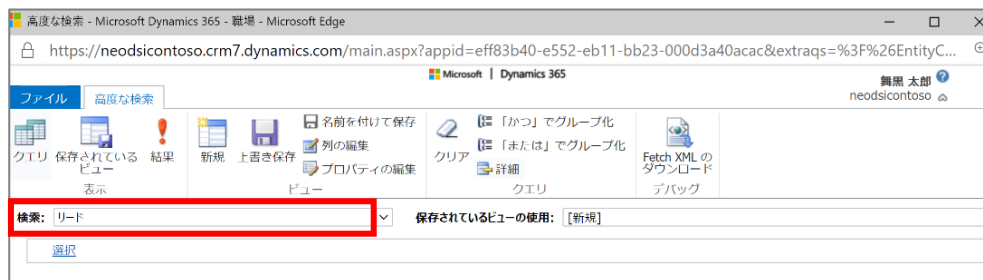 高度な検索 - Microsoft Dynamics 365 - 職場 - Microsoft Edge
https://neodsicontoso.crm7.dynamics.com/main.aspx?appid=eff83b40-e552-eb11-bb23-000d3a40acac&extraqs=%3F%26EntityC...
Microsoft | Dynamics 365
舞黒 太郎
neodsicontoso
ファイル 高度な検索
クエリ 保存されている ビュー 結果
表示
新規 上書き保存 名前を付けて保存
列の編集
プロパティの編集
ビュー
クリア 「かつ」でグループ化
「または」でグループ化
詳細
クエリ
Fetch XML の
ダウンロード
デバッグ
検索: リード 保存されているビューの使用: [新規]
選択